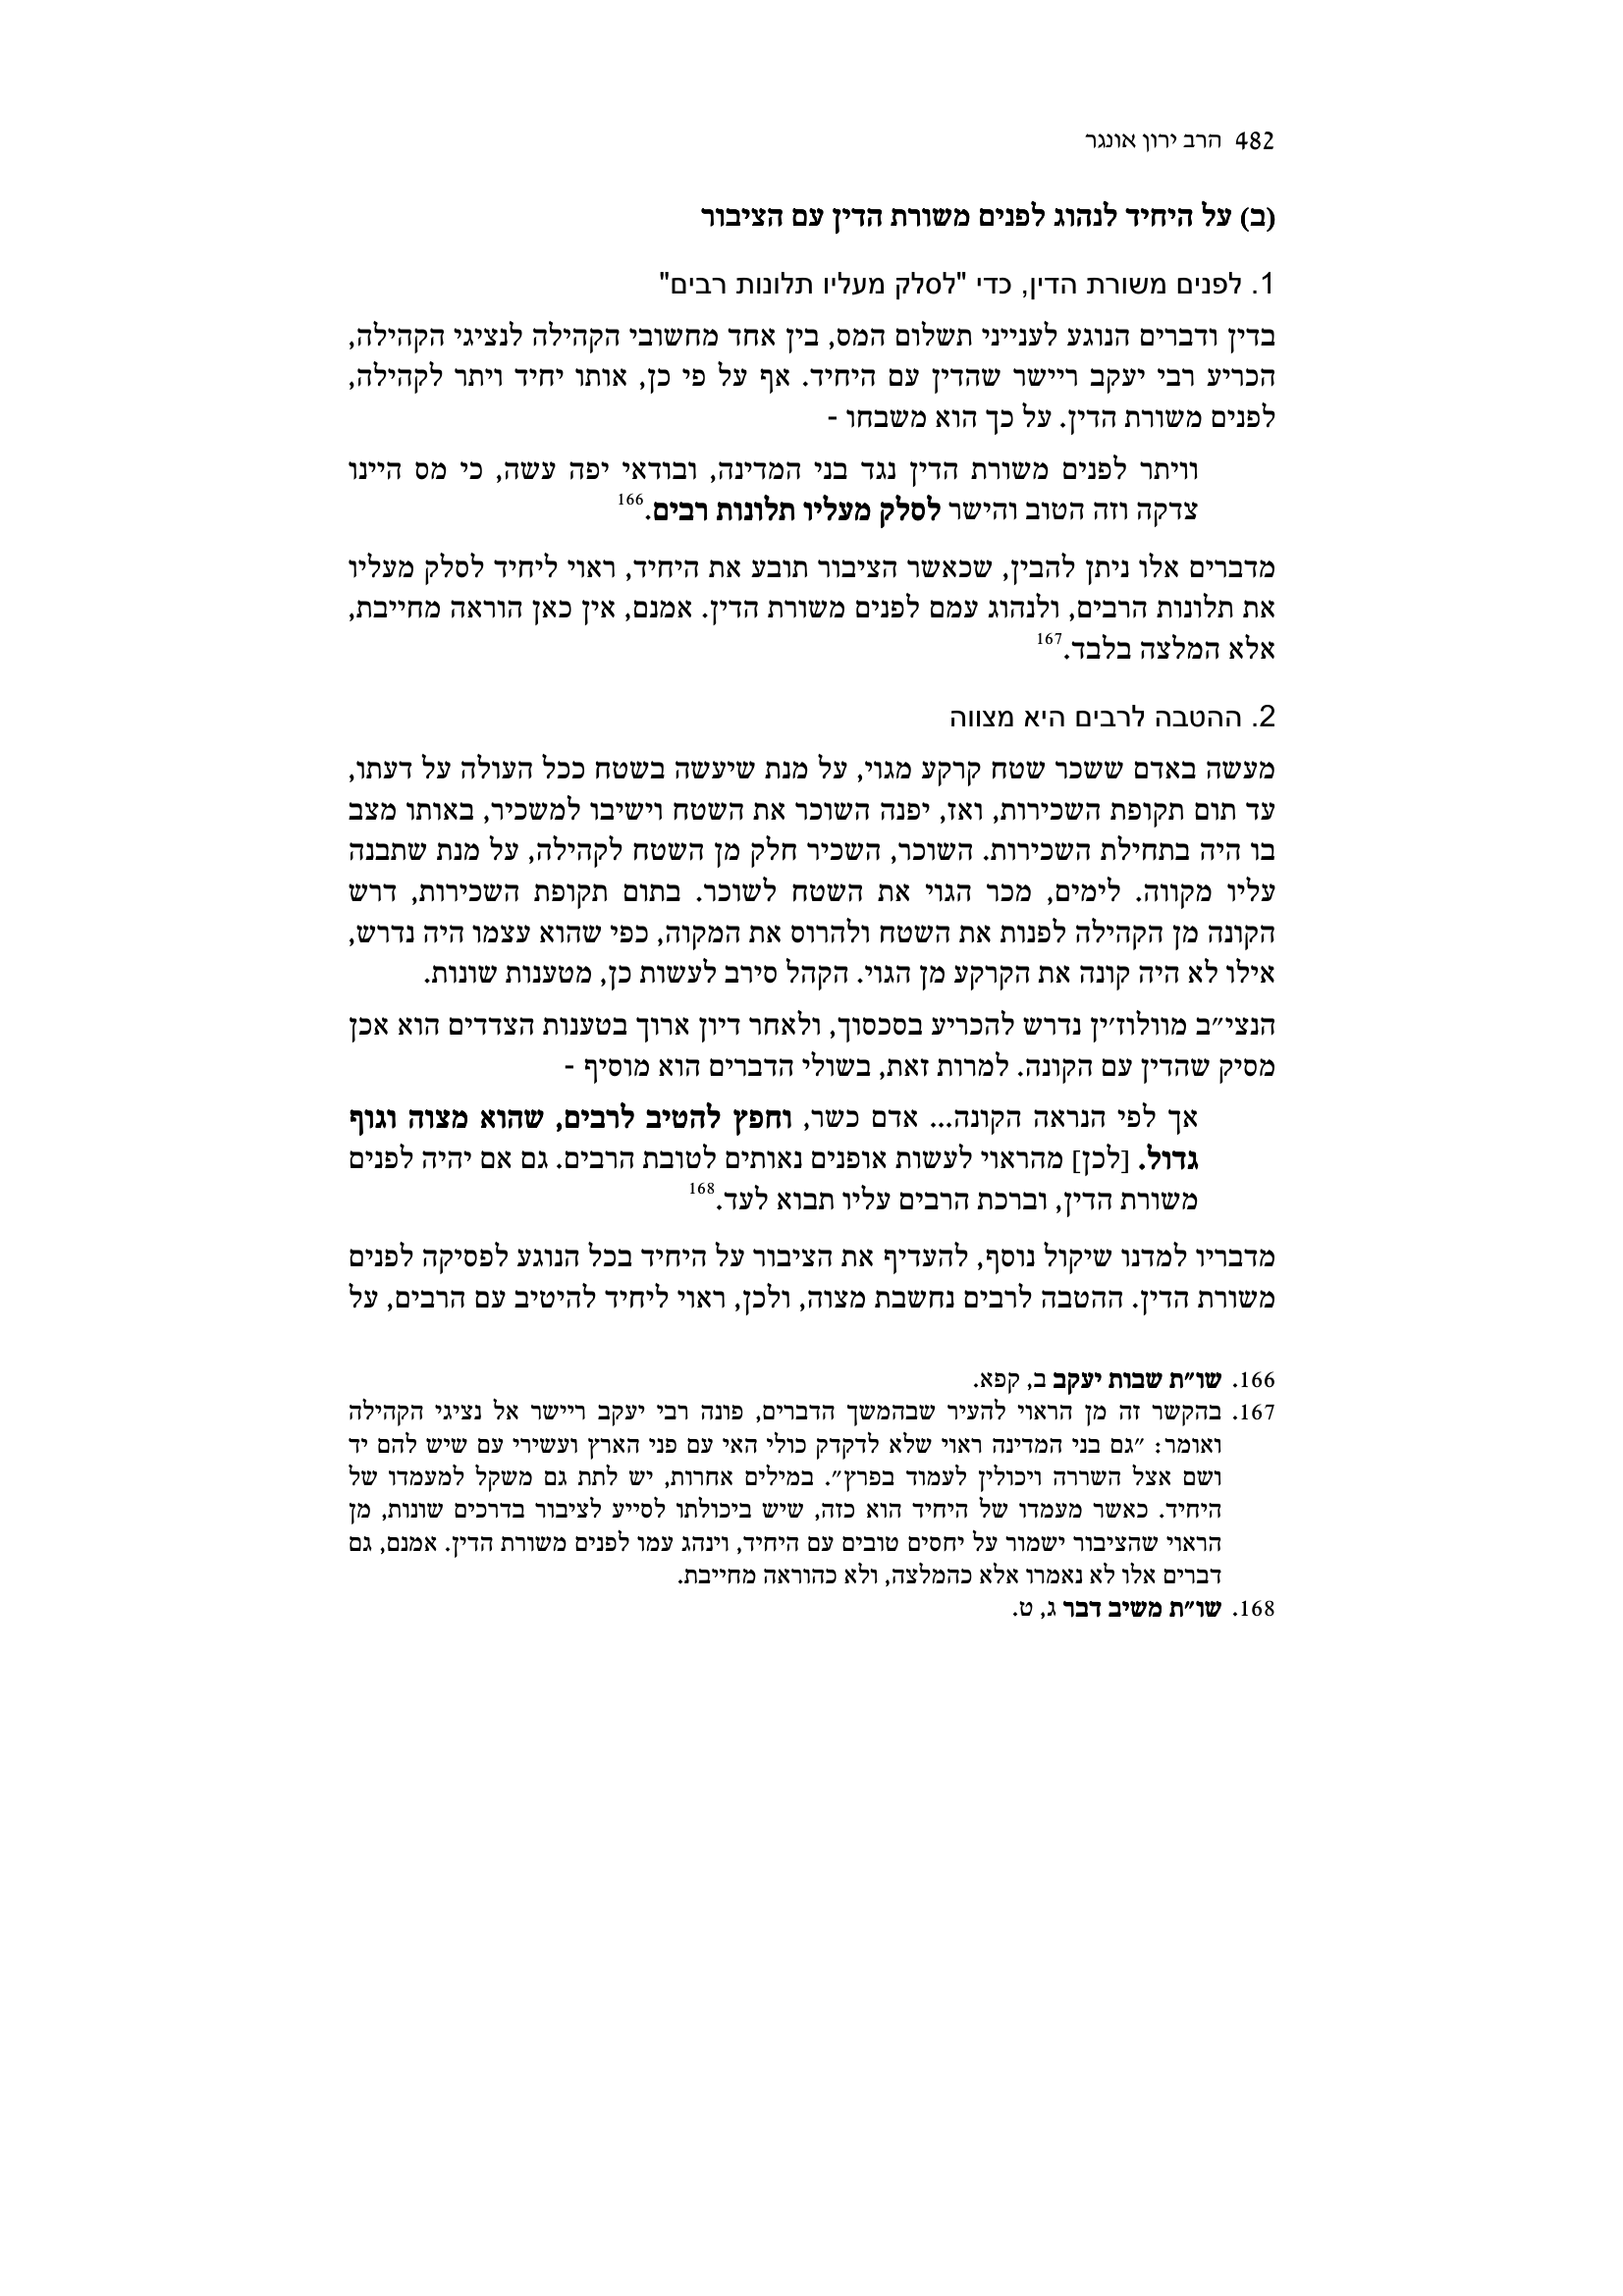 482 הרב ירון אונגר
(ב) על היחיד לנהוג לפנים משורת הדין עם הציבור
1. לפנים משורת הדין, כדי "לסלק מעליו תלונות רבים"
בדין ודברים הנוגע לענייני תשלום המס, בין אחד מחשובי הקהילה לנציגי הקהילה,
הכריע רבי יעקב ריישר שהדין עם היחיד. אף על פי כן, אותו יחיד ויתר לקהילה,
לפנים משורת הדין. על כך הוא משבחו -
וויתר לפנים משורת הדין נגד בני המדינה, ובודאי יפה עשה, כי מס היינו
צדקה וזה הטוב והישר לסלק מעליו תלונות רבים.166
מדברים אלו ניתן להבין, שכאשר הציבור תובע את היחיד, ראוי ליחיד לסלק מעליו
את תלונות הרבים, ולנהוג עמם לפנים משורת הדין. אמנם, אין כאן הוראה מחייבת,
אלא המלצה בלבד.167
2. ההטבה לרבים היא מצווה
מעשה באדם ששכר שטח קרקע מגוי, על מנת שיעשה בשטח ככל העולה על דעתו,
עד תום תקופת השכירות, ואז, יפנה השוכר את השטח וישיבו למשכיר, באותו מצב
בו היה בתחילת השכירות. השוכר, השכיר חלק מן השטח לקהילה, על מנת שתבנה
עליו מקווה. לימים, מכר הגוי את השטח לשוכר. בתום תקופת השכירות, דרש
הקונה מן הקהילה לפנות את השטח ולהרוס את המקוה, כפי שהוא עצמו היה נדרש,
אילו לא היה קונה את הקרקע מן הגוי. הקהל סירב לעשות כן, מטענות שונות.
הנצי״ב מוולוז׳ין נדרש להכריע בסכסוך, ולאחר דיון ארוך בטענות הצדדים הוא אכן
מסיק שהדין עם הקונה. למרות זאת, בשולי הדברים הוא מוסיף -
אך לפי הנראה הקונה... אדם כשר, וחפץ להטיב לרבים, שהוא מצוה וגוף
גדול. [לכן] מהראוי לעשות אופנים נאותים לטובת הרבים. גם אם יהיה לפנים
משורת הדין, וברכת הרבים עליו תבוא לעד.168
מדבריו למדנו שיקול נוסף, להעדיף את הציבור על היחיד בכל הנוגע לפסיקה לפנים
משורת הדין. ההטבה לרבים נחשבת מצוה, ולכן, ראוי ליחיד להיטיב עם הרבים, על
166. שו״ת שבות יעקב ב, קפא.
167. בהקשר זה מן הראוי להעיר שבהמשך הדברים, פונה רבי יעקב ריישר אל נציגי הקהילה
ואומר: ״גם בני המדינה ראוי שלא לדקדק כולי האי עם פני הארץ ועשירי עם שיש להם יד
ושם אצל השררה ויכולין לעמוד בפרץ״. במילים אחרות, יש לתת גם משקל למעמדו של
היחיד. כאשר מעמדו של היחיד הוא כזה, שיש ביכולתו לסייע לציבור בדרכים שונות, מן
הראוי שהציבור ישמור על יחסים טובים עם היחיד, וינהג עמו לפנים משורת הדין. אמנם, גם
דברים אלו לא נאמרו אלא כהמלצה, ולא כהוראה מחייבת.
168. שו״ת משיב דבר ג, ט.